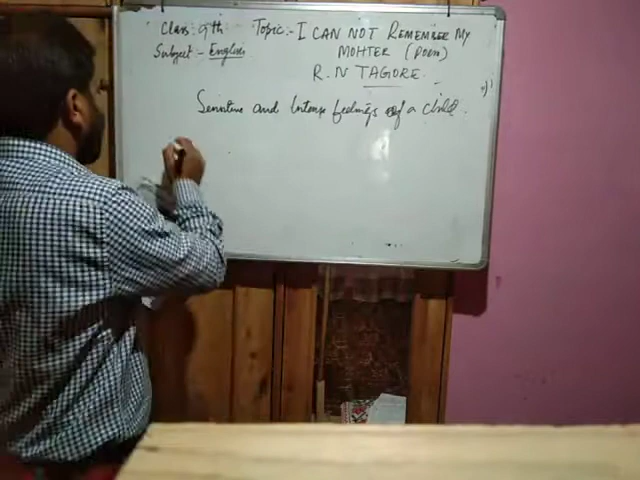 Class:- 9th Topic:- I CAN NOT REMEMBER MY
Subject:- English MOHTER (POEM)
R.N TAGORE
Sensitive and Intense feelings of a child.